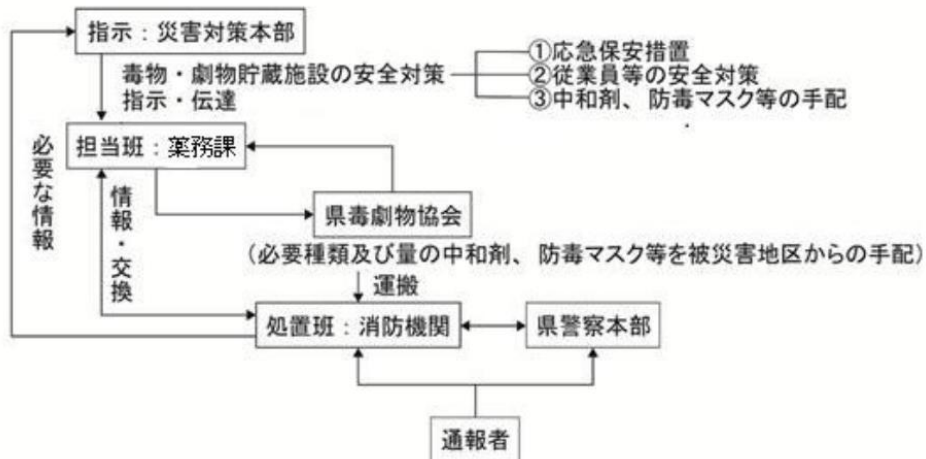 指示：災害対策本部
毒物・劇物貯蔵施設の安全対策
指示・伝達
①応急保安措置
②従業員等の安全対策
③中和剤、防毒マスク等の手配
担当班：薬務課
必要な情報
情報・交換
県毒劇物協会
（必要種類及び量の中和剤、防毒マスク等を被災害地区からの手配）
運搬
処置班：消防機関
県警察本部
通報者